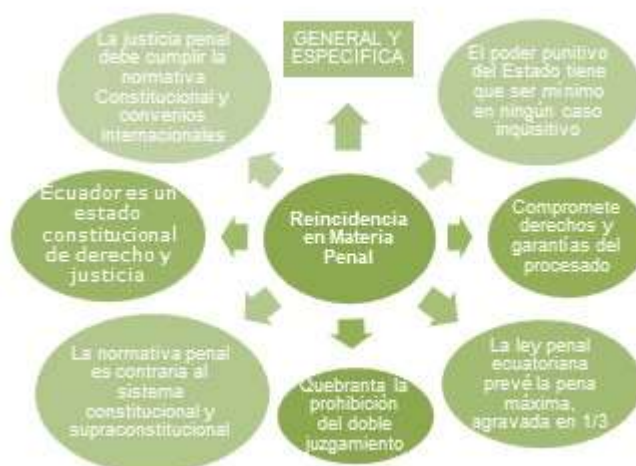 La justicia penal
debe cumplir la
normativa
Constitucional y
convenios
internacionales
GENERAL Y
ESPECÍFICA
El poder punitivo
del Estado tiene
que ser mínimo
en ningún caso
inquisitivo
Ecuador es un
estado
constitucional
de derecho y
justicia
Reincidencia
en Materia
Penal
Compromete
derechos y
garantías del
procesado
La normativa penal
es contraria al
sistema
constitucional y
supraconstitucional
Quebranta la
prohibición del doble
juzgamiento
La ley penal
ecuatoriana
prevé la pena
máxima,
agravada en 1/3